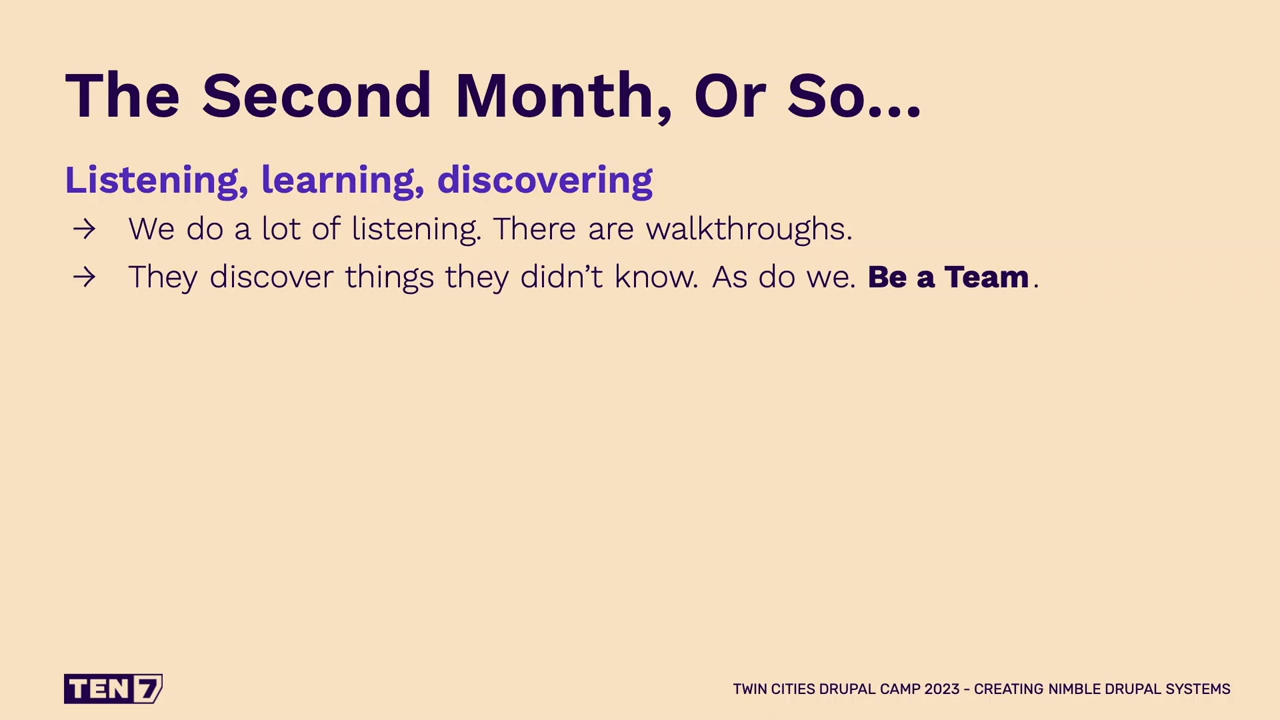 The Second Month, Or So...
Listening, learning, discovering
→ We do a lot of listening. There are walkthroughs.
→ They discover things they didn’t know. As do we. Be a Team.
TEN7
TWIN CITIES DRUPAL CAMP 2023 - CREATING NIMBLE DRUPAL SYSTEMS